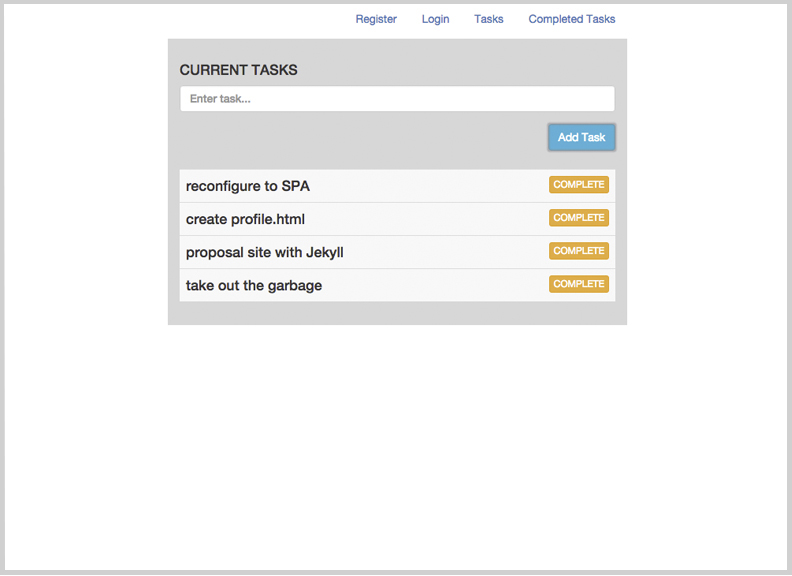 Register Login Tasks Completed Tasks
CURRENT TASKS
Enter task...
Add Task
reconfigure to SPA COMPLETE
create profile.html COMPLETE
proposal site with Jekyll COMPLETE
take out the garbage COMPLETE